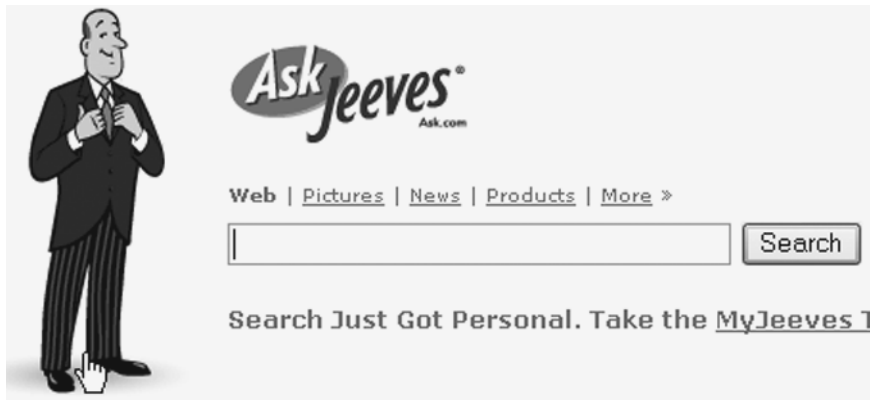 Ask Jeeves®
Ask.com
Web | Pictures | News | Products | More »
Search
Search Just Got Personal. Take the MyJeeves T